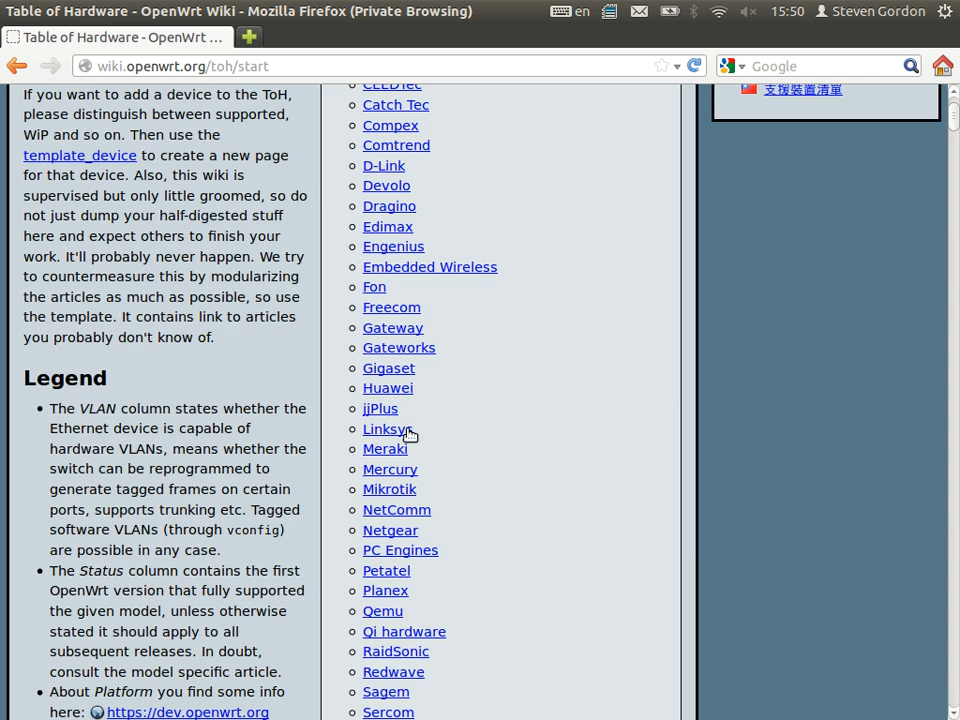 Table of Hardware - OpenWrt Wiki - Mozilla Firefox (Private Browsing)
en
15:50
Steven Gordon
Table of Hardware - OpenWrt ...
wiki.openwrt.org/toh/start
Google
If you want to add a device to the ToH,
please distinguish between supported,
WiP and so on. Then use the
template_device to create a new page
for that device. Also, this wiki is
supervised but only little groomed, so do
not just dump your half-digested stuff
here and expect others to finish your
work. It'll probably never happen. We try
to countermeasure this by modularizing
the articles as much as possible, so use
the template. It contains link to articles
you probably don't know of.
Legend
• The VLAN column states whether the
Ethernet device is capable of
hardware VLANs, means whether the
switch can be reprogrammed to
generate tagged frames on certain
ports, supports trunking etc. Tagged
software VLANs (through vconfig)
are possible in any case.
• The Status column contains the first
OpenWrt version that fully supported
the given model, unless otherwise
stated it should apply to all
subsequent releases. In doubt,
consult the model specific article.
• About Platform you find some info
here: https://dev.openwrt.org
CEEDTec
Catch Tec
Compex
Comtrend
D-Link
Devolo
Dragino
Edimax
Engenius
Embedded Wireless
Fon
Freecom
Gateway
Gateworks
Gigaset
Huawei
jjPlus
Linksys
Meraki
Mercury
Mikrotik
NetComm
Netgear
PC Engines
Petatel
Planex
Qemu
Qi hardware
RaidSonic
Redwave
Sagem
Sercom
支援裝置清單